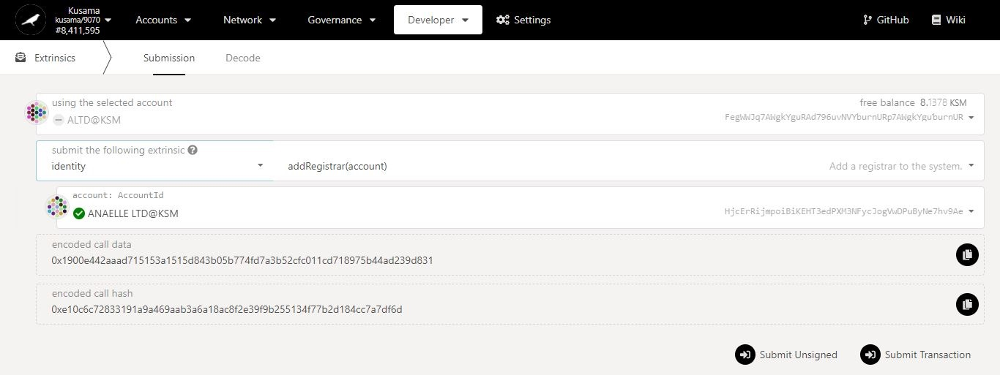 Kusama
kusama/9070
#8,411,595
Accounts
Network
Governance
Developer
Settings
GitHub
Wiki
Extrinsics
Submission
Decode
using the selected account
free balance 8.1378 KSM
ALTD@KSM
FegWWJq7AWgkYguRAd796uvNVYburnURp7AWgkYguburnUR
submit the following extrinsic
identity
addRegistrar(account)
Add a registrar to the system.
account: AccountId
ANAELLE LTD@KSM
HjcErRijmpoiBiKEHT3edPXM3NFycJogVwDPuByNe7hv9Ae
encoded call data
0x1900e442aaad715153a1515d843b05b774fd7a3b52cfc011cd718975b44ad239d831
encoded call hash
0xe10c6c72833191a9a469aab3a6a18ac8f2e39f9b255134f77b2d184cc7a7df6d
Submit Unsigned
Submit Transaction